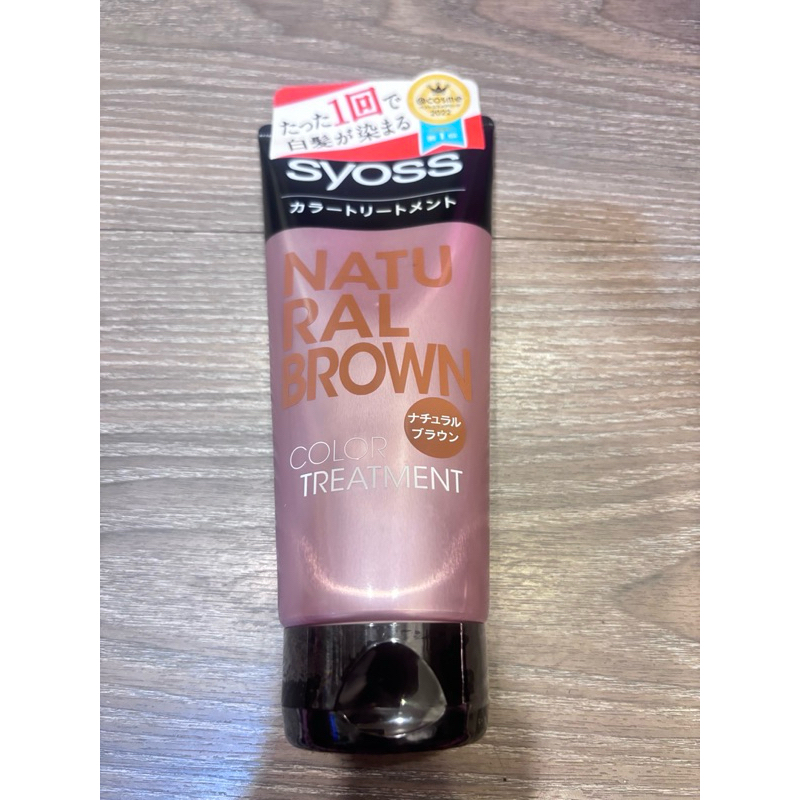 たった1回で
白髪が染まる
@cosme
2022
syoss
カラートリートメント
NATU
RAL
BROWN
ナチュラル
ブラウン
COLOR
TREATMENT